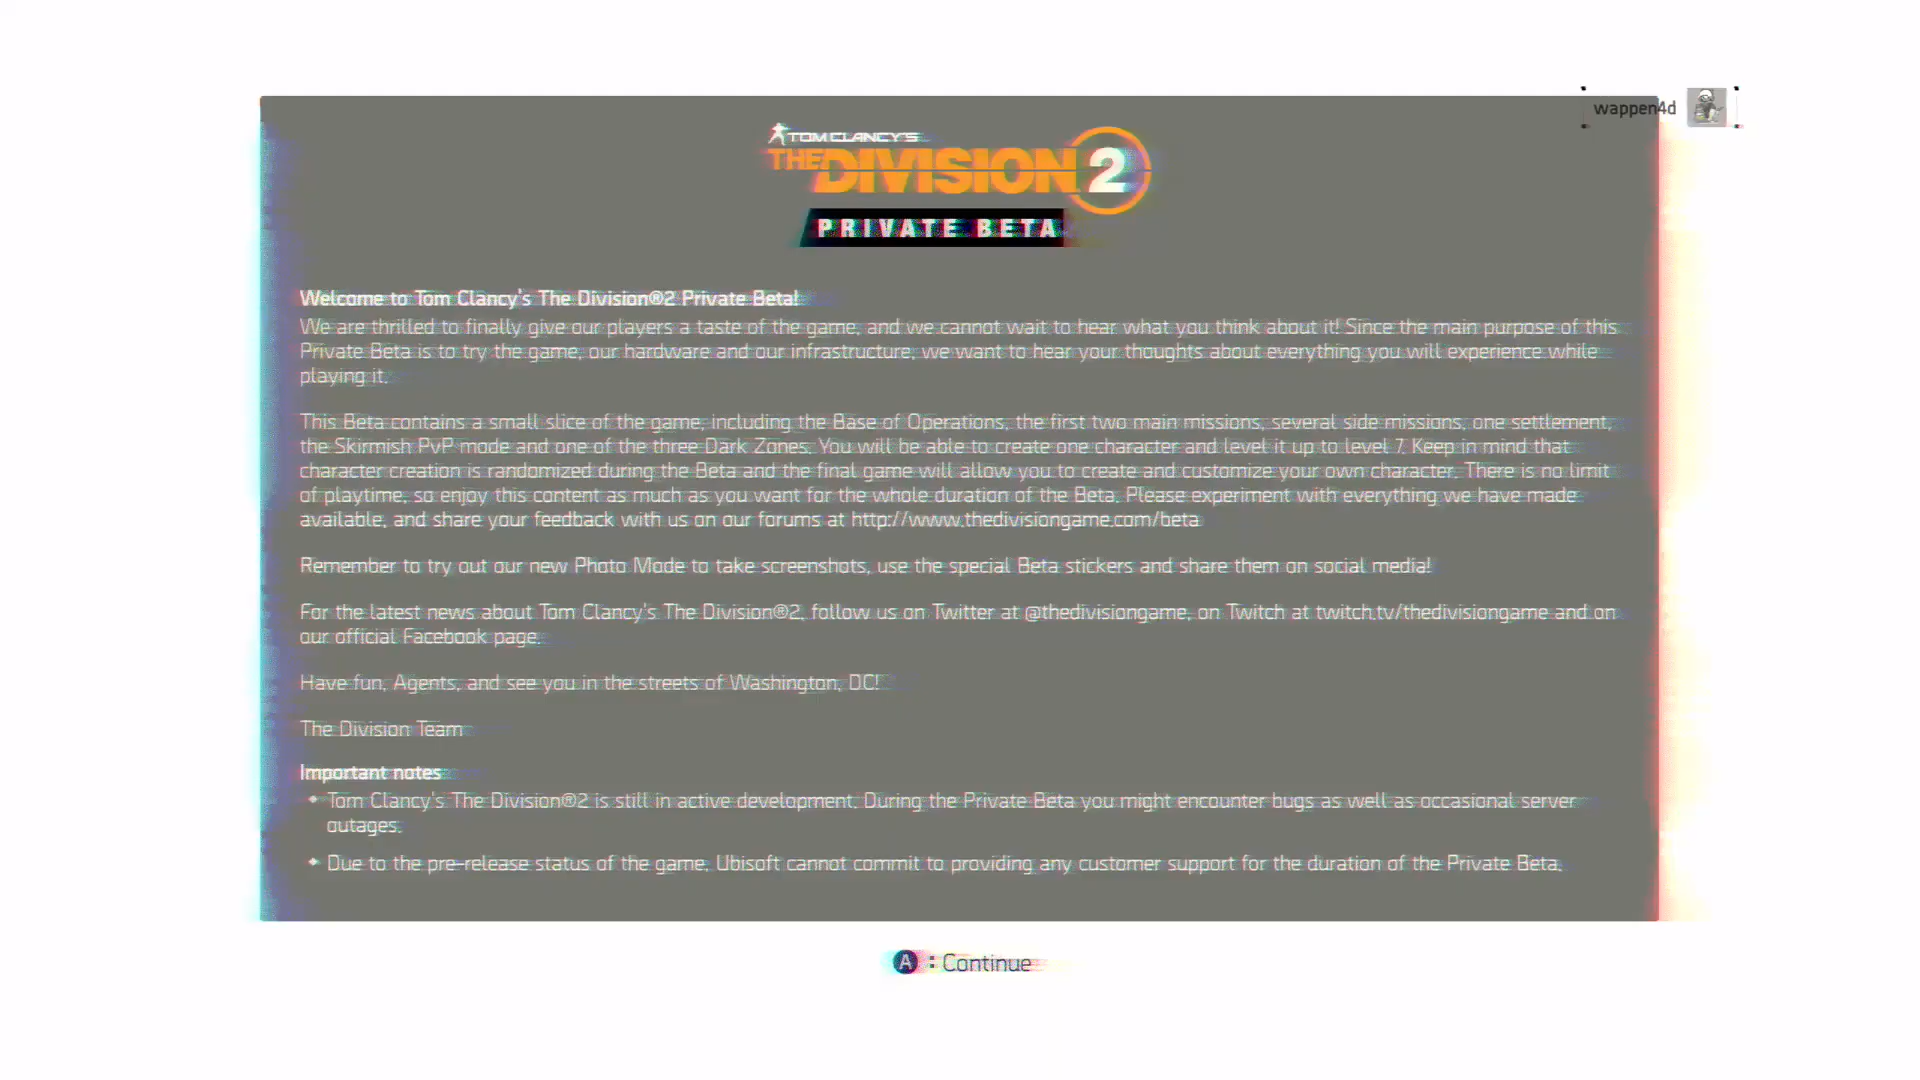 wappen4d
TOM CLANCY'S
THE DIVISION 2
PRIVATE BETA
Welcome to Tom Clancy's The Division®2 Private Beta!
We are thrilled to finally give our players a taste of the game, and we cannot wait to hear what you think about it! Since the main purpose of this
Private Beta is to try the game, our hardware and our infrastructure, we want to hear your thoughts about everything you will experience while
playing it.
This Beta contains a small slice of the game, including the Base of Operations, the first two main missions, several side missions, one settlement,
the Skirmish PvP mode and one of the three Dark Zones. You will be able to create one character and level it up to level 7. Keep in mind that
character creation is randomized during the Beta and the final game will allow you to create and customize your own character. There is no limit
of playtime, so enjoy this content as much as you want for the whole duration of the Beta. Please experiment with everything we have made
available, and share your feedback with us on our forums at http://www.thedivisiongame.com/beta
Remember to try out our new Photo Mode to take screenshots, use the special Beta stickers and share them on social media!
For the latest news about Tom Clancy's The Division®2, follow us on Twitter at @thedivisiongame, on Twitch at twitch.tv/thedivisiongame and on
our official Facebook page.
Have fun, Agents, and see you in the streets of Washington, DC!
The Division Team
Important notes
• Tom Clancy's The Division®2 is still in active development. During the Private Beta you might encounter bugs as well as occasional server
outages.
• Due to the pre-release status of the game, Ubisoft cannot commit to providing any customer support for the duration of the Private Beta.
A : Continue